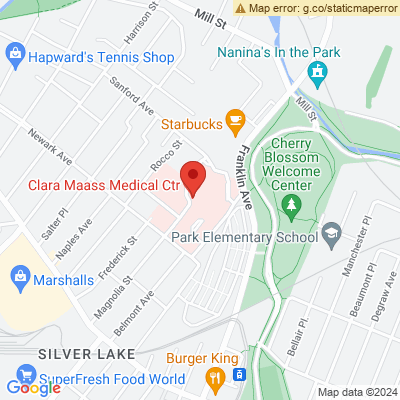 Map error: g.co/staticmaperror
Mill St
Harrison St
Hapward's Tennis Shop
Nanina's In the Park
Sanford Ave
Mill St
Starbucks
Newark Ave
Rocco St
Franklin Ave
Cherry
Blossom
Welcome
Center
Clara Maass Medical Ctr
Salter Pl
Naples Ave
Frederick St
Park Elementary School
Manchester Pl
Marshalls
Magnolia St
Belmont Ave
Beaumont Pl
Degraw Ave
Bellair Pl.
SILVER LAKE
Burger King
SuperFresh Food World
Google
Map data ©2024